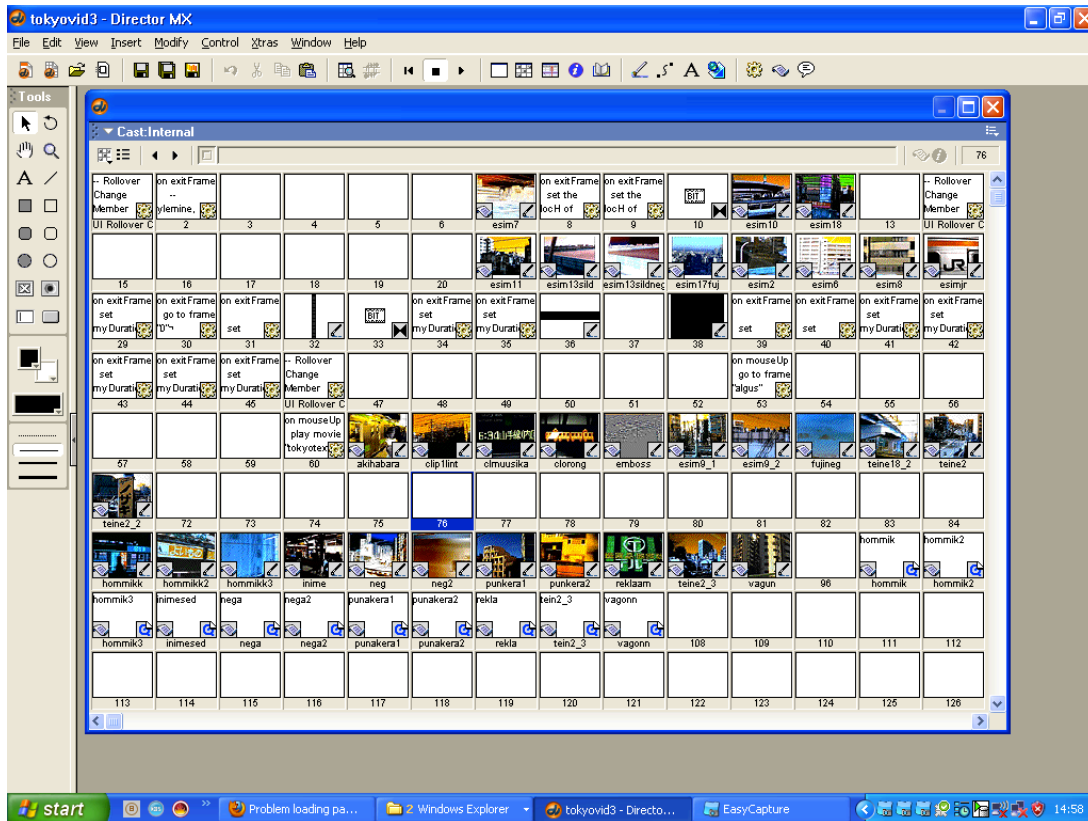 tokyovid3 - Director MX
File Edit View Insert Modify Control Xtras Window Help
Tools
Cast:Internal
76
-- Rollover Change Member
on exitFrame -- ylemine,
on exitFrame set the locH of
on exitFrame set the locH of
BIT
-- Rollover Change Member
UI Rollover C 2 3 4 5 6 esim7 8 9 10 esim10 esim18 13 UI Rollover C
JR
15 16 17 18 19 20 esim11 esim13sild esim13sildneg esim17fuj esim2 esim6 esim8 esimjr
on exitFrame set my Durati
on exitFrame go to frame "0"¬
on exitFrame set
BIT
on exitFrame set my Durati
on exitFrame set my Durati
on exitFrame set
on exitFrame set
on exitFrame set my Durati
on exitFrame set my Durati
29 30 31 32 33 34 35 36 37 38 39 40 41 42
on exitFrame set my Durati
on exitFrame set my Durati
on exitFrame set my Durati
-- Rollover Change Member
on mouseUp go to frame "algus"
43 44 45 UI Rollover C 47 48 49 50 51 52 53 54 55 56
on mouseUp play movie "tokyotex
57 58 59 60 akihabara clip1lint clmuusika clorong emboss esim9_1 esim9_2 fujineg teine18_2 teine2
teine2_2 72 73 74 75 76 77 78 79 80 81 82 83 84
hommik
hommik2
hommikk hommikk2 hommikk3 inime neg neg2 punkera1 punkera2 reklaam teine2_3 vagun 96 hommik hommik2
hommik3 inimesed nega nega2 punakera1 punakera2 rekla tein2_3 vagonn
hommik3 inimesed nega nega2 punakera1 punakera2 rekla tein2_3 vagonn 108 109 110 111 112
113 114 115 116 117 118 119 120 121 122 123 124 125 126
start
Problem loading pa...
2 Windows Explorer
tokyovid3 - Directo...
EasyCapture
14:58